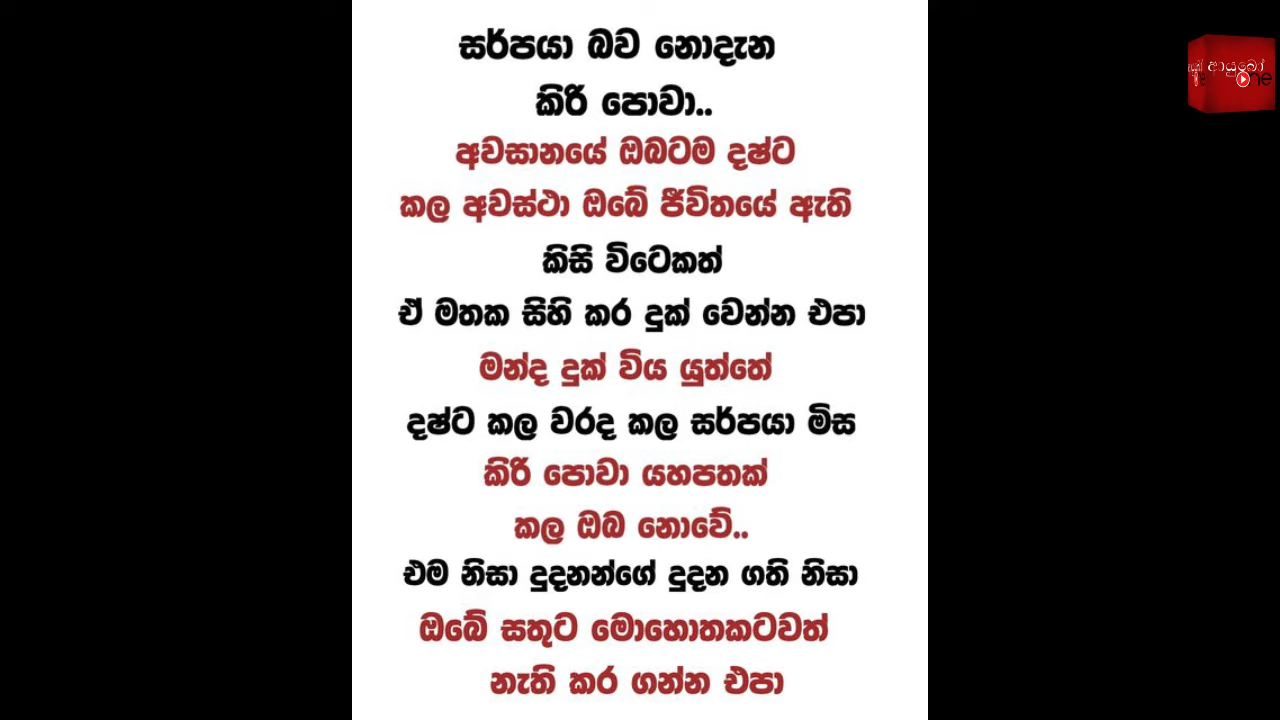 සර්පයා බව නොදැන
කිරි පොවා..
අවසානයේ ඔබටම දෂ්ට
කල අවස්ථා ඔබේ ජීවිතයේ ඇති
කිසි විටෙකත්
ඒ මතක සිහි කර දුක් වෙන්න එපා
මන්ද දුක් විය යුත්තේ
දෂ්ට කල වරද කල සර්පයා මිස
කිරි පොවා යහපතක්
කල ඔබ නොවේ..
එම නිසා දුදනන්ගේ දුදන ගති නිසා
ඔබේ සතුට මොහොතකටවත්
නැති කර ගන්න එපා
ආයුබෝ